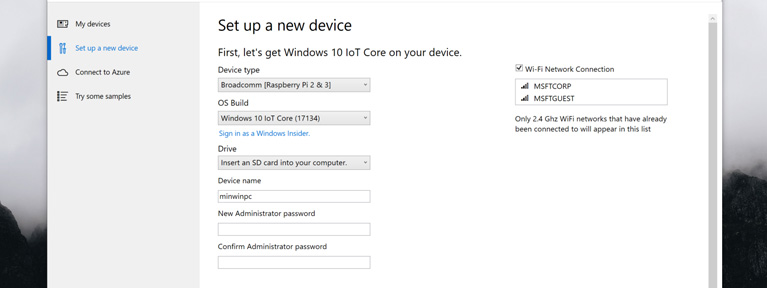 My devices
Set up a new device
Connect to Azure
Try some samples
Set up a new device
First, let's get Windows 10 IoT Core on your device.
Device type
Broadcomm [Raspberry Pi 2 & 3]
OS Build
Windows 10 IoT Core (17134)
Sign in as a Windows Insider.
Drive
Insert an SD card into your computer.
Device name
minwinpc
New Administrator password
Confirm Administrator password
Wi-Fi Network Connection
MSFTCORP
MSFTGUEST
Only 2.4 Ghz WiFi networks that have already
been connected to will appear in this list